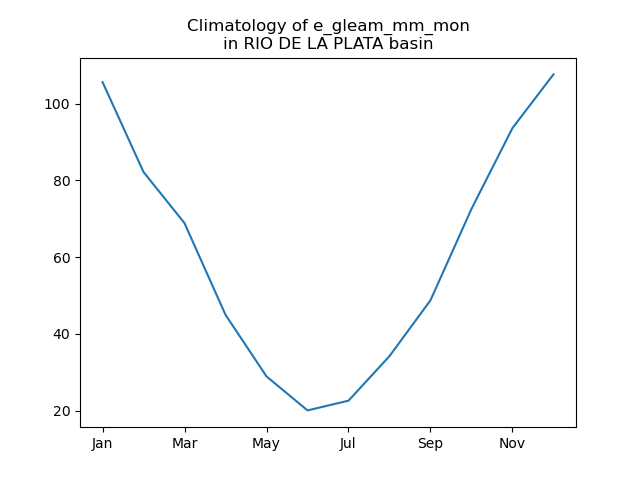 Climatology of e_gleam_mm_mon
in RIO DE LA PLATA basin
100
80
60
40
20
Jan
Mar
May
Jul
Sep
Nov